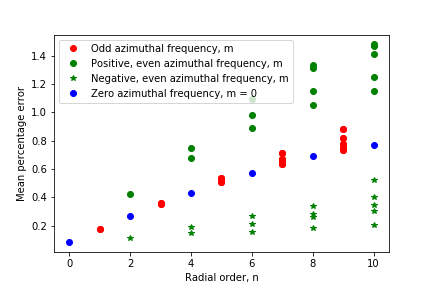 Odd azimuthal frequency, m
Positive, even azimuthal frequency, m
Negative, even azimuthal frequency, m
Zero azimuthal frequency, m = 0
Mean percentage error
1.4
1.2
1.0
0.8
0.6
0.4
0.2
0 2 4 6 8 10
Radial order, n